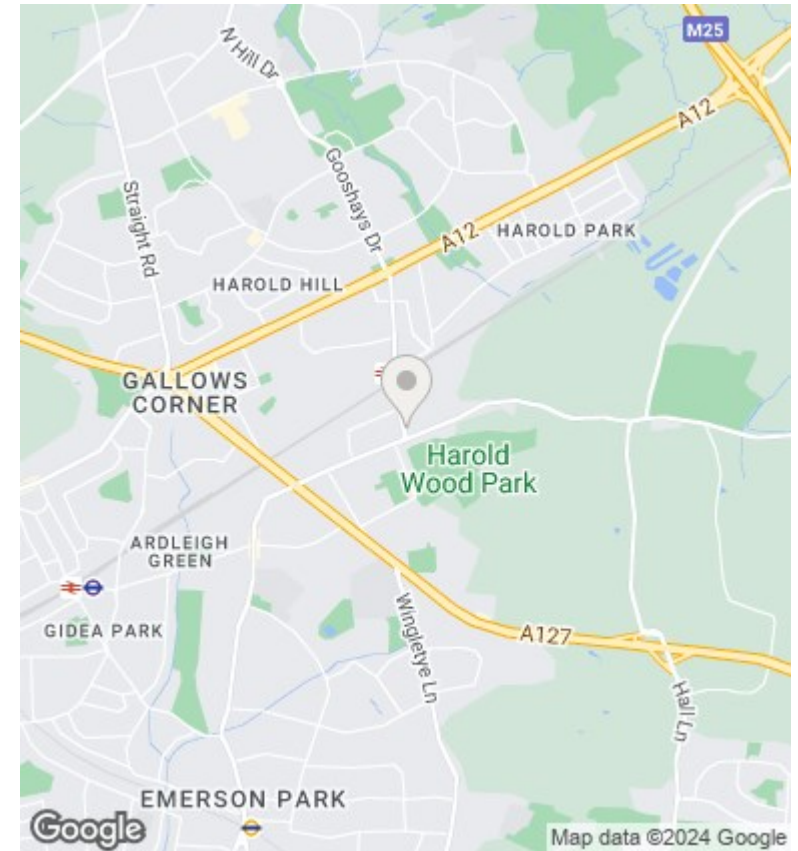 M25
N Hill Dr
A12
Gooshays Dr
Straight Rd
A12
HAROLD PARK
HAROLD HILL
GALLOWS
CORNER
Harold
Wood Park
ARDLEIGH
GREEN
GIDEA PARK
Wingletye Ln
A127
Hall Ln
EMERSON PARK
Google
Map data ©2024 Google